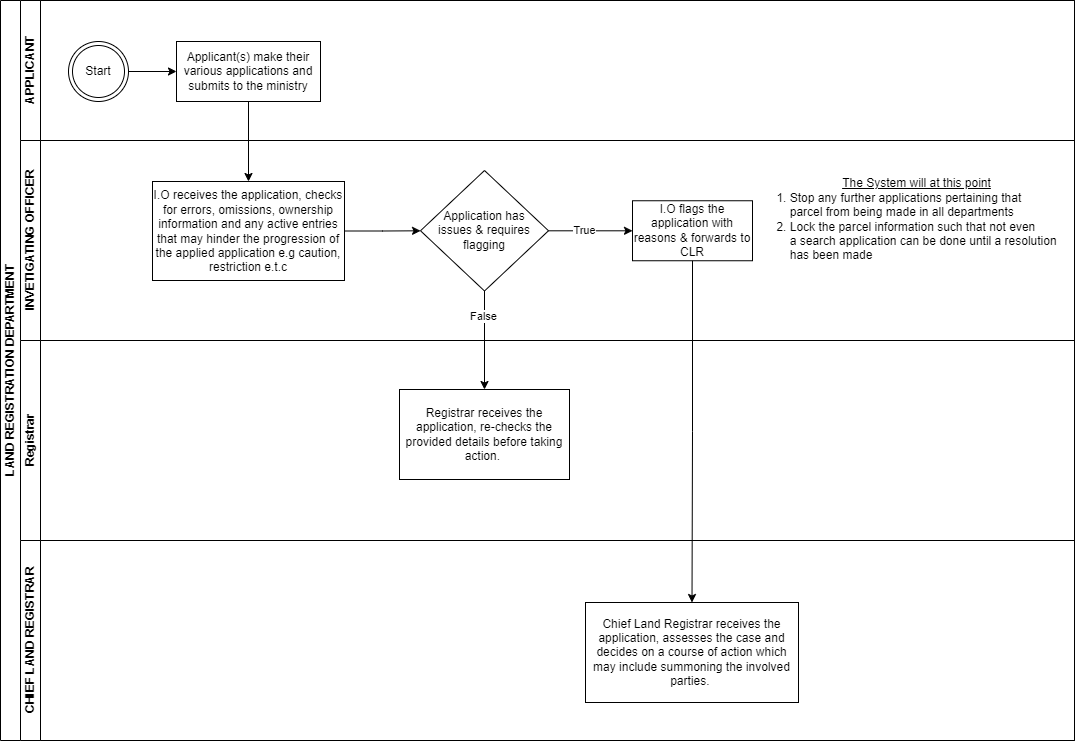 LAND REGISTRATION DEPARTMENT
APPLICANT
Start
Applicant(s) make their
various applications and
submits to the ministry
INVETIGATING OFFICER
I.O receives the application, checks
for errors, omissions, ownership
information and any active entries
that may hinder the progression of
the applied application e.g caution,
restriction e.t.c
Application has
issues & requires
flagging
True
I.O flags the
application with
reasons & forwards to
CLR
The System will at this point
1. Stop any further applications pertaining that
parcel from being made in all departments
2. Lock the parcel information such that not even
a search application can be done until a resolution
has been made
False
Registrar
Registrar receives the
application, re-checks the
provided details before taking
action.
CHIEF LAND REGISTRAR
Chief Land Registrar receives the
application, assesses the case and
decides on a course of action which
may include summoning the involved
parties.